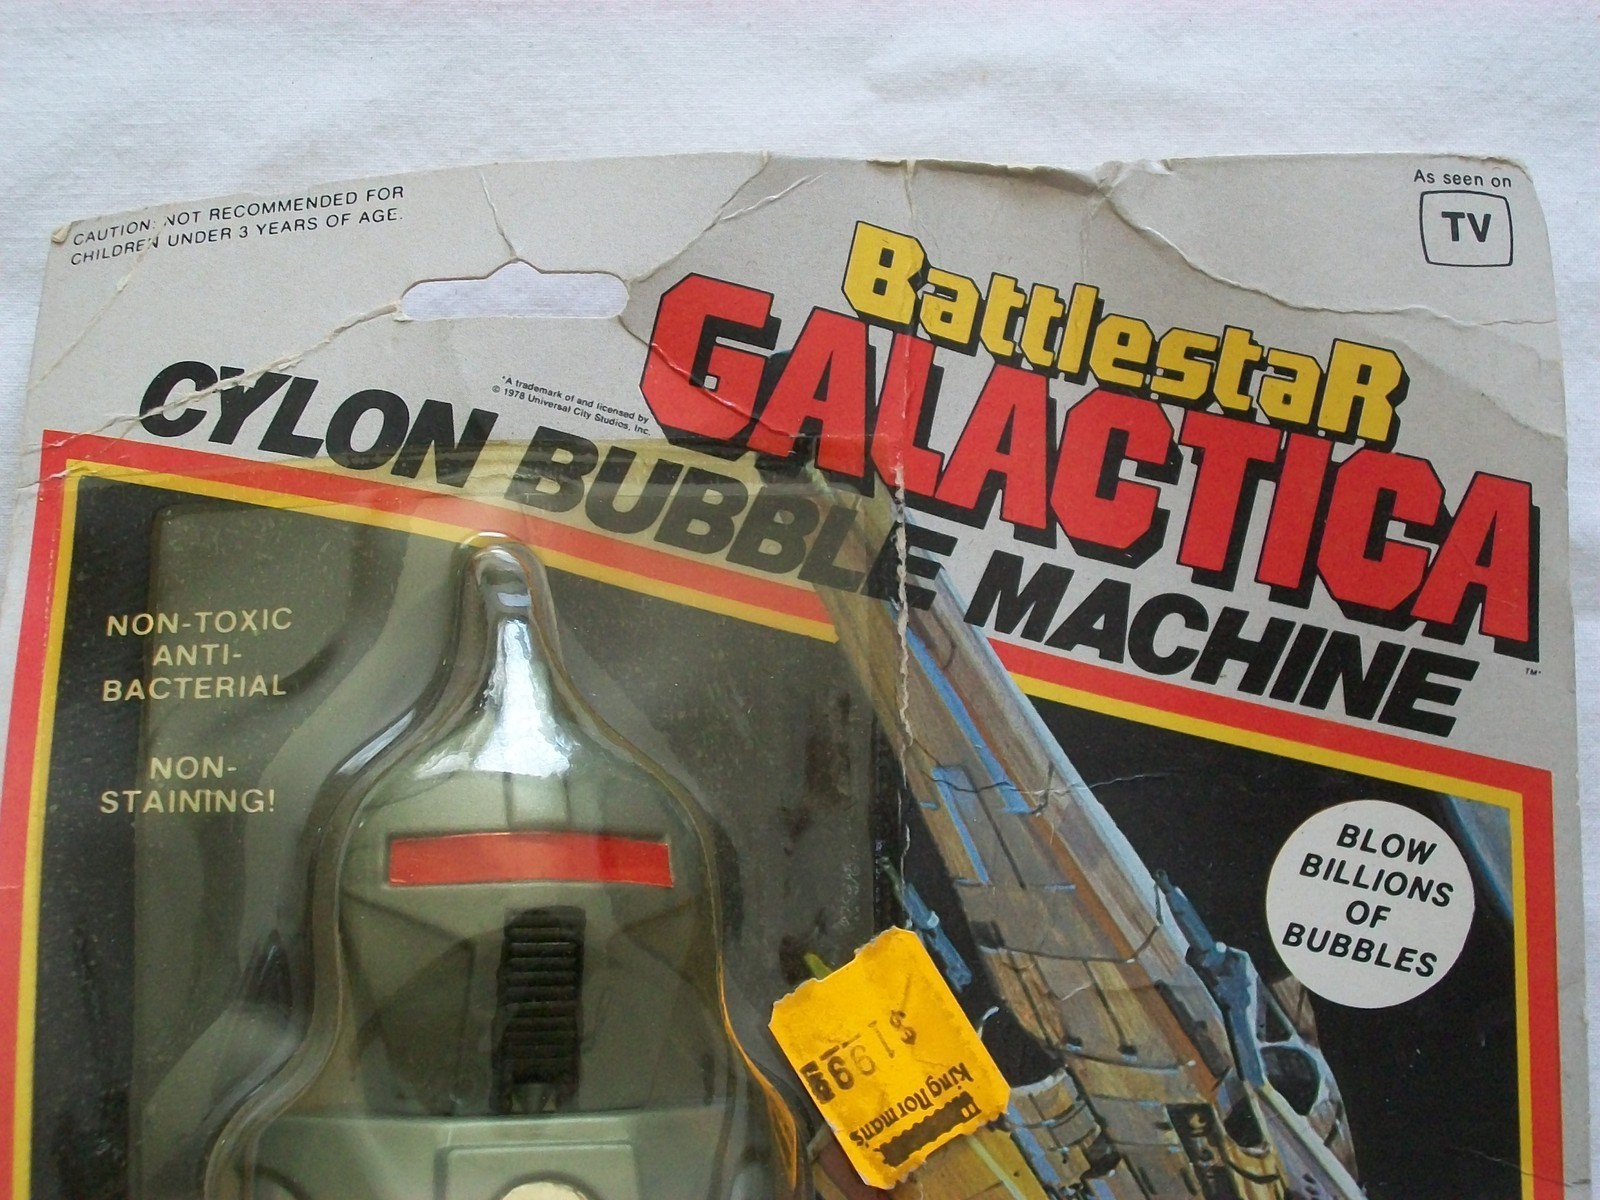 CAUTION: NOT RECOMMENDED FOR
CHILDREN UNDER 3 YEARS OF AGE.
As seen on
TV
BattlestaR
GALACTICA
TM*
*A trademark of and licensed by
© 1978 Universal City Studios, Inc.
CYLON BUBBLE MACHINE
NON-TOXIC
ANTI-
BACTERIAL
NON-
STAINING!
BLOW
BILLIONS
OF
BUBBLES
king norman's
$1.99